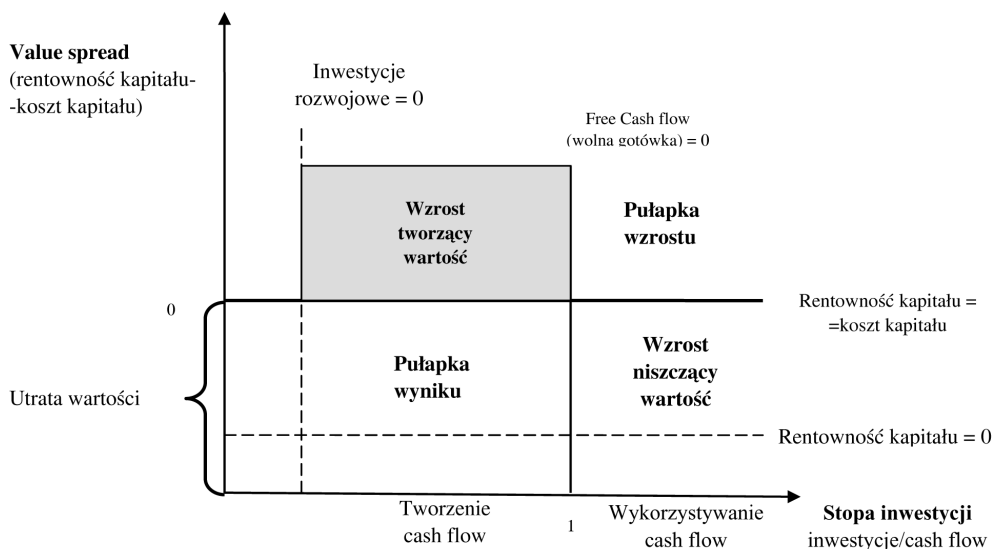 Value spread
(rentowność kapitału-
-koszt kapitału)
Inwestycje
rozwojowe = 0
Free Cash flow
(wolna gotówka) = 0
Wzrost
tworzący
wartość
Pułapka
wzrostu
0
Rentowność kapitału =
=koszt kapitału
Utrata wartości
Pułapka
wyniku
Wzrost
niszczący
wartość
Rentowność kapitału = 0
Tworzenie
cash flow
1
Wykorzystywanie
cash flow
Stopa inwestycji
inwestycje/cash flow